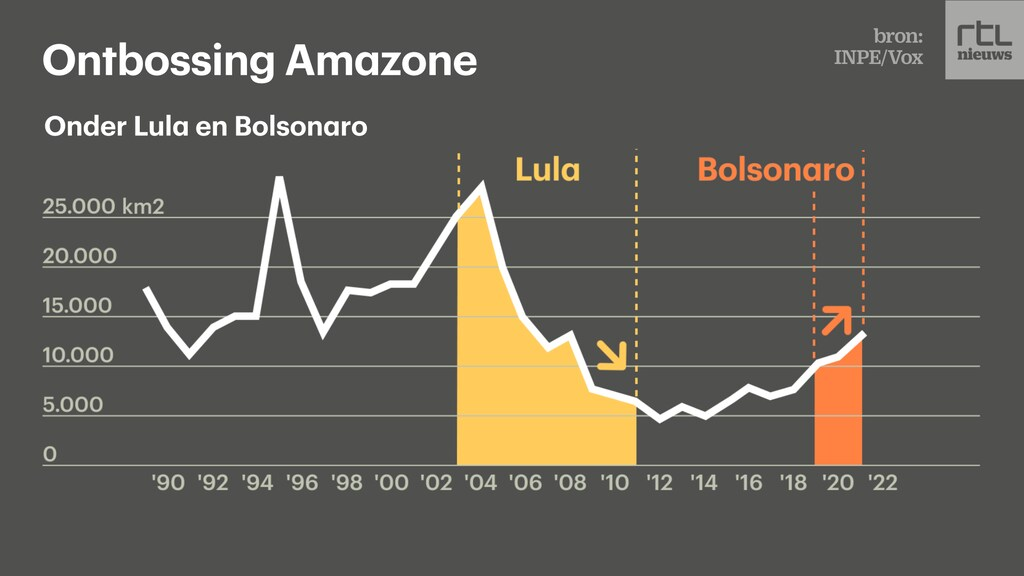 Ontbossing Amazone
bron:
INPE/Vox
rtl
nieuws
Onder Lula en Bolsonaro
Lula
Bolsonaro
25.000 km2
20.000
15.000
10.000
5.000
0
'90 '92 '94 '96 '98 '00 '02 '04 '06 '08 '10 '12 '14 '16 '18 '20 '22